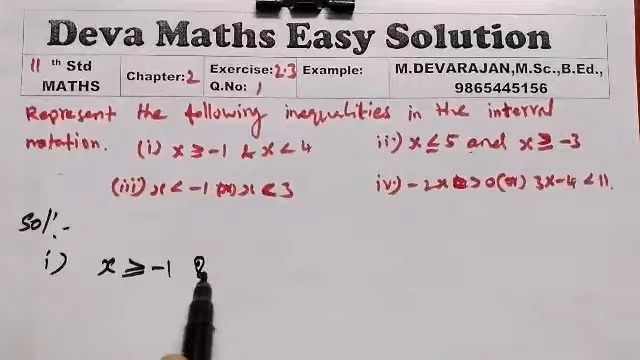 Deva Maths Easy Solution
11 th Std MATHS Chapter: 2 Exercise: 2.3 Q.No: 1 Example: M.DEVARAJAN,M.Sc.,B.Ed., 9865445156
Represent the following inequalities in the interval
notation. (i) x ≥ -1 & x < 4 ii) x ≤ 5 and x ≥ -3
(iii) x < -1 (or) x < 3 iv) -2x > 0 (or) 3x-4 < 11.
Sol:-
i) x ≥ -1 &